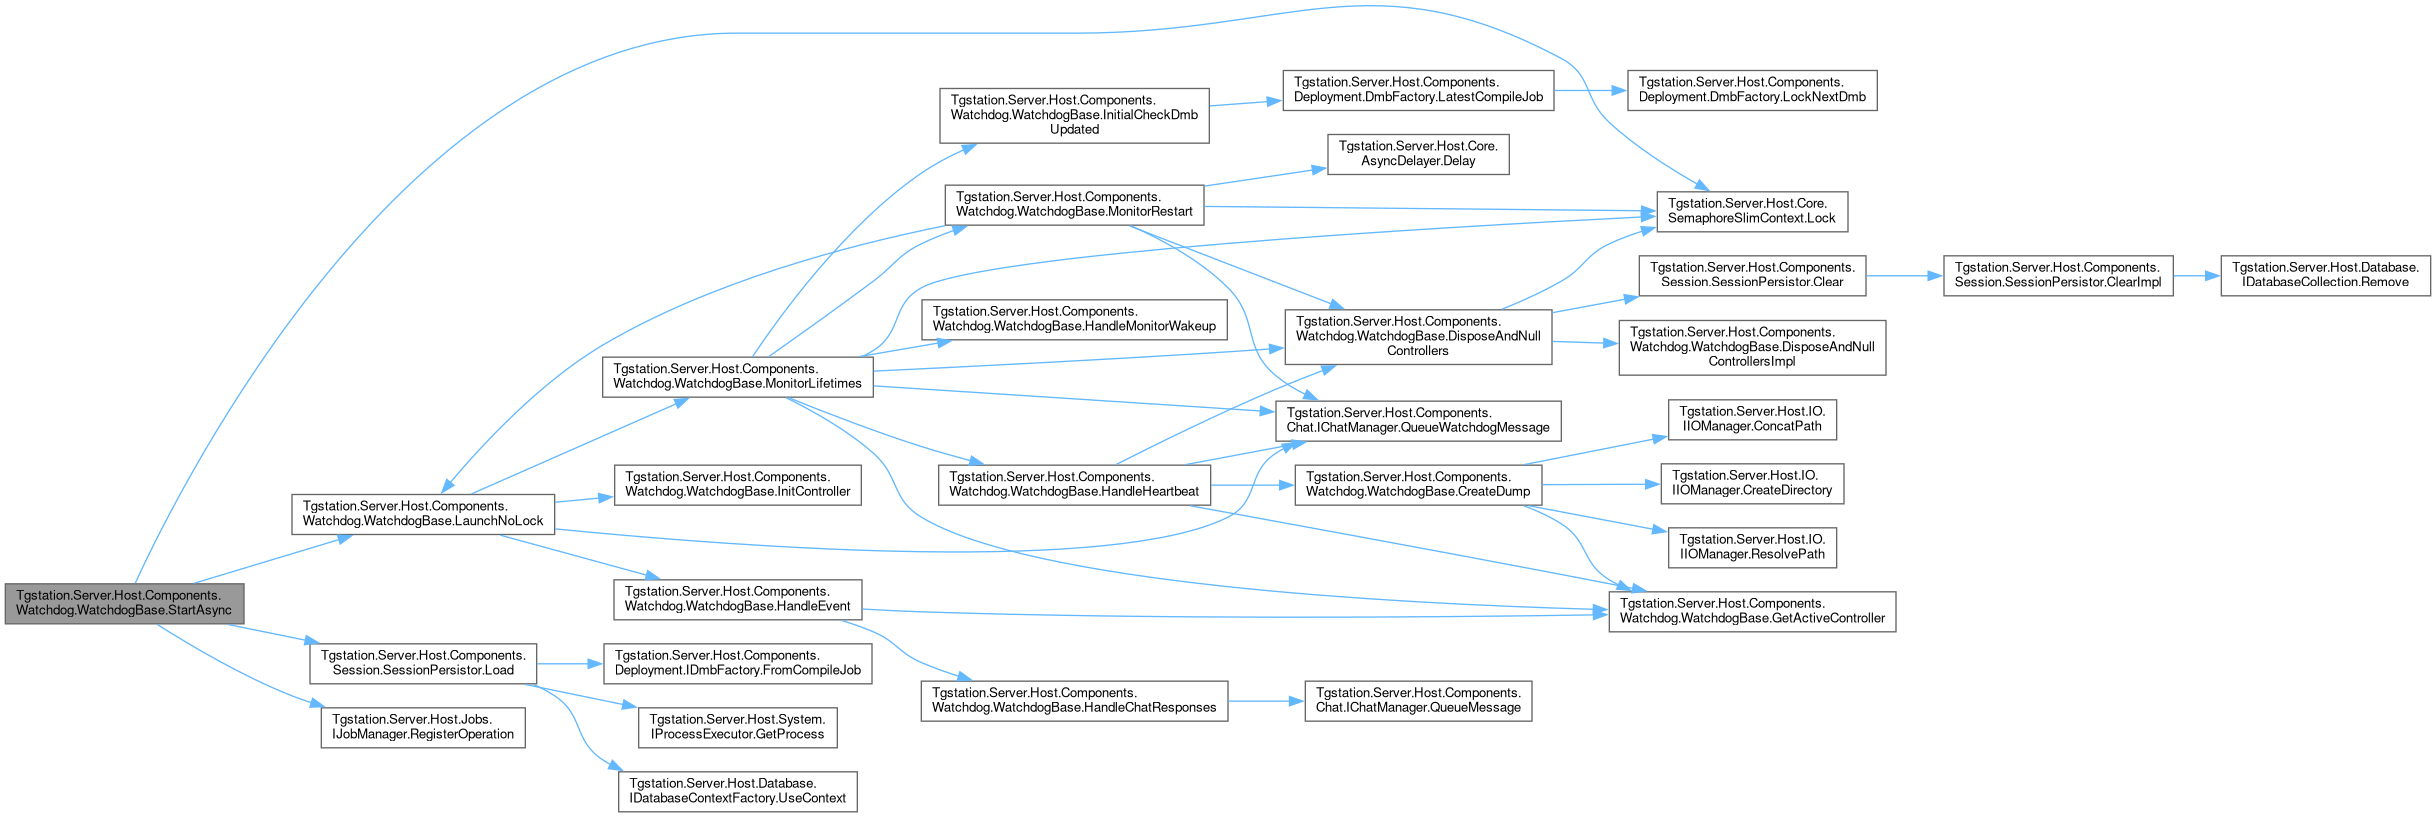 Tgstation.Server.Host.Components.
Watchdog.WatchdogBase.StartAsync
Tgstation.Server.Host.Components.
Watchdog.WatchdogBase.LaunchNoLock
Tgstation.Server.Host.Components.
Session.SessionPersistor.Load
Tgstation.Server.Host.Jobs.
IJobManager.RegisterOperation
Tgstation.Server.Host.Components.
Watchdog.WatchdogBase.MonitorLifetimes
Tgstation.Server.Host.Components.
Watchdog.WatchdogBase.InitController
Tgstation.Server.Host.Components.
Watchdog.WatchdogBase.HandleEvent
Tgstation.Server.Host.Components.
Deployment.IDmbFactory.FromCompileJob
Tgstation.Server.Host.System.
IProcessExecutor.GetProcess
Tgstation.Server.Host.Database.
IDatabaseContextFactory.UseContext
Tgstation.Server.Host.Components.
Watchdog.WatchdogBase.InitialCheckDmb
Updated
Tgstation.Server.Host.Components.
Watchdog.WatchdogBase.MonitorRestart
Tgstation.Server.Host.Components.
Watchdog.WatchdogBase.HandleMonitorWakeup
Tgstation.Server.Host.Components.
Watchdog.WatchdogBase.HandleHeartbeat
Tgstation.Server.Host.Components.
Watchdog.WatchdogBase.HandleChatResponses
Tgstation.Server.Host.Components.
Deployment.DmbFactory.LatestCompileJob
Tgstation.Server.Host.Core.
AsyncDelayer.Delay
Tgstation.Server.Host.Components.
Watchdog.WatchdogBase.DisposeAndNull
Controllers
Tgstation.Server.Host.Components.
Chat.IChatManager.QueueWatchdogMessage
Tgstation.Server.Host.Components.
Watchdog.WatchdogBase.CreateDump
Tgstation.Server.Host.Components.
Chat.IChatManager.QueueMessage
Tgstation.Server.Host.Components.
Deployment.DmbFactory.LockNextDmb
Tgstation.Server.Host.Core.
SemaphoreSlimContext.Lock
Tgstation.Server.Host.Components.
Session.SessionPersistor.Clear
Tgstation.Server.Host.Components.
Watchdog.WatchdogBase.DisposeAndNull
ControllersImpl
Tgstation.Server.Host.IO.
IIOManager.ConcatPath
Tgstation.Server.Host.IO.
IIOManager.CreateDirectory
Tgstation.Server.Host.IO.
IIOManager.ResolvePath
Tgstation.Server.Host.Components.
Watchdog.WatchdogBase.GetActiveController
Tgstation.Server.Host.Components.
Session.SessionPersistor.ClearImpl
Tgstation.Server.Host.Database.
IDatabaseCollection.Remove